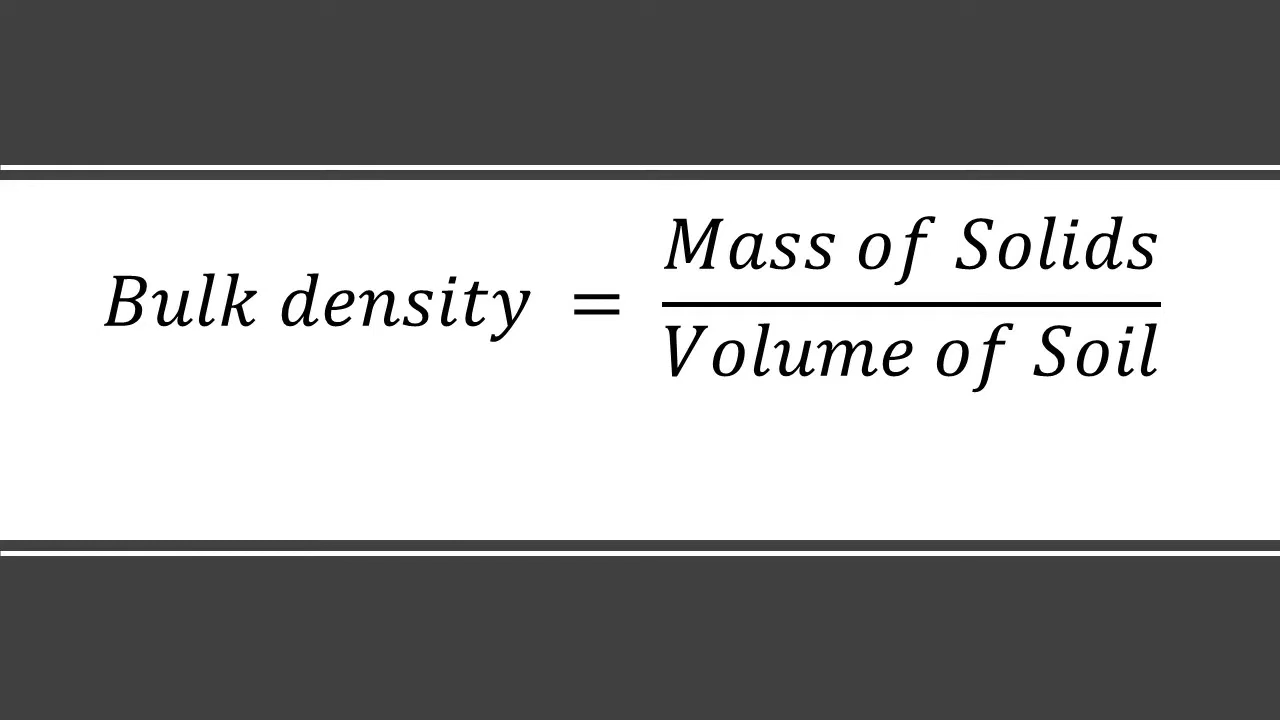 Bulk density = Mass of Solids
Volume of Soil